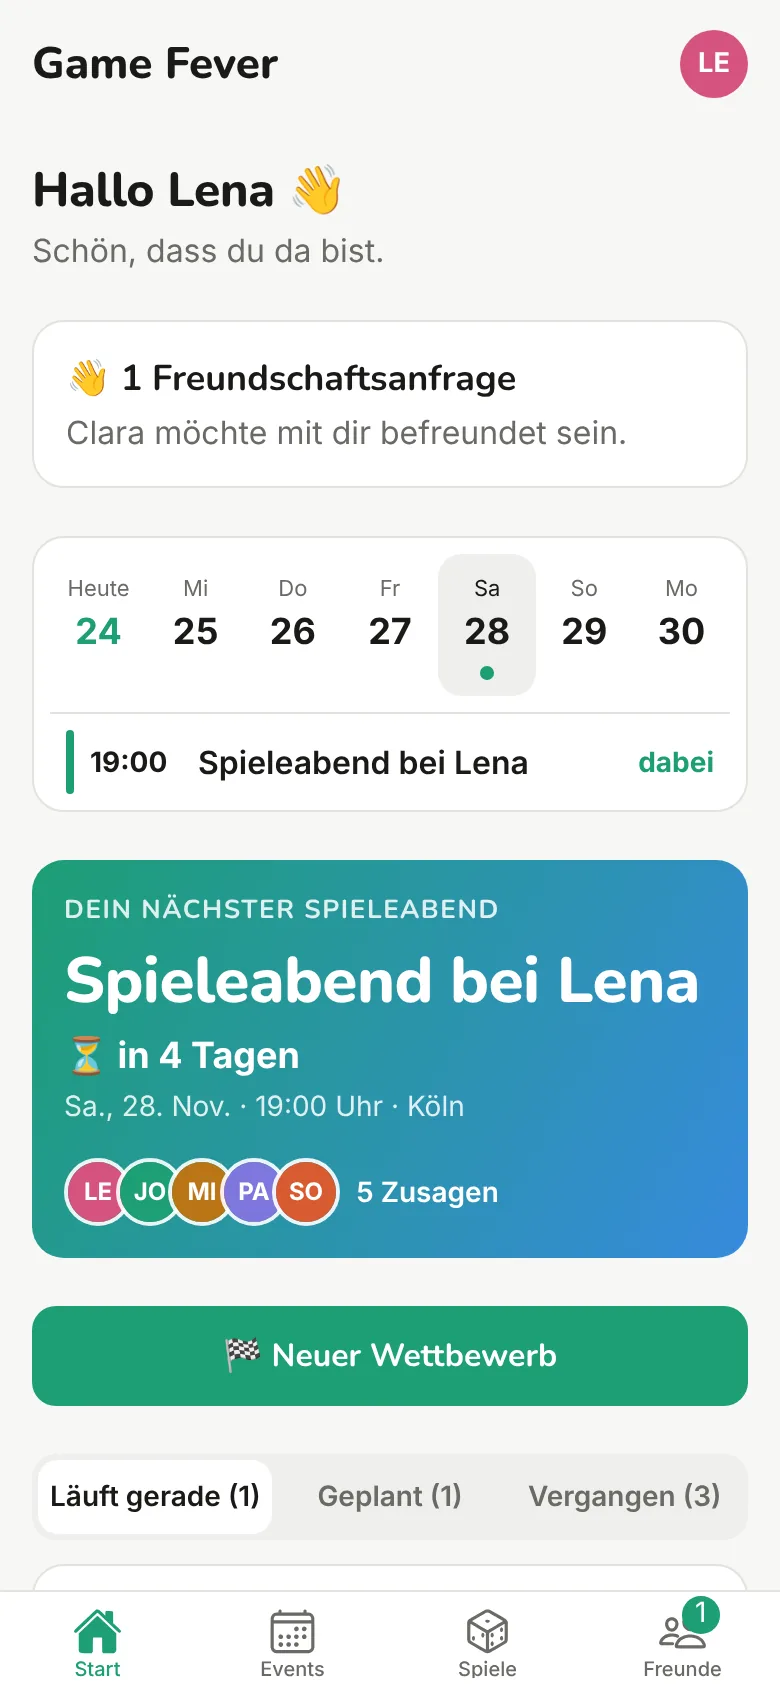 Game Fever
LE
Hallo Lena 👋
Schön, dass du da bist.
👋 1 Freundschaftsanfrage
Clara möchte mit dir befreundet sein.
Heute Mi Do Fr Sa So Mo
24 25 26 27 28 29 30
19:00 Spieleabend bei Lena dabei
DEIN NÄCHSTER SPIELEABEND
Spieleabend bei Lena
⏳ in 4 Tagen
Sa., 28. Nov. · 19:00 Uhr · Köln
LE JO MI PA SO 5 Zusagen
🏁 Neuer Wettbewerb
Läuft gerade (1) Geplant (1) Vergangen (3)
1
Start Events Spiele Freunde